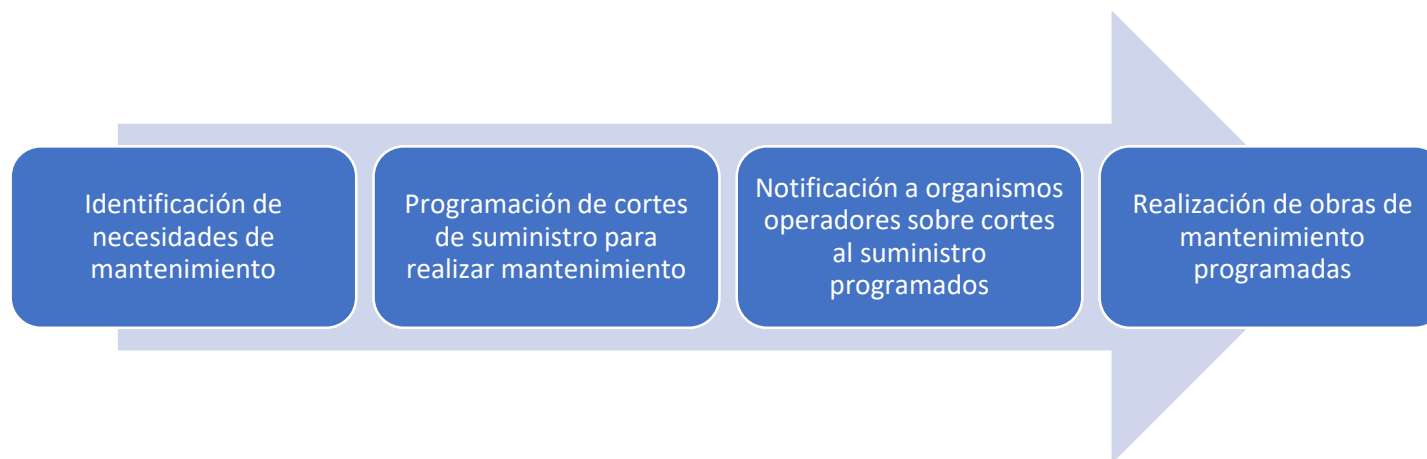 Identificación de
necesidades de
mantenimiento
Programación de cortes
de suministro para
realizar mantenimiento
Notificación a organismos
operadores sobre cortes
al suministro
programados
Realización de obras de
mantenimiento
programadas